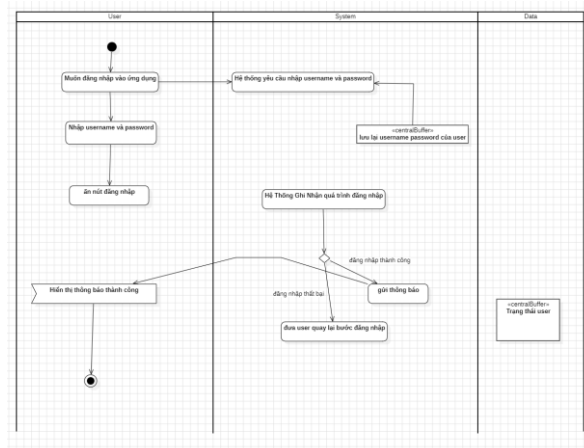 User
System
Data
Muốn đăng nhập vào ứng dụng
Hệ thống yêu cầu nhập username và password
Nhập username và password
«centralBuffer»
lưu lại username password của user
ấn nút đăng nhập
Hệ Thống Ghi Nhận quá trình đăng nhập
đăng nhập thành công
Hiển thị thông báo thành công
gửi thông báo
đăng nhập thất bại
«centralBuffer»
Trạng thái user
đưa user quay lại bước đăng nhập